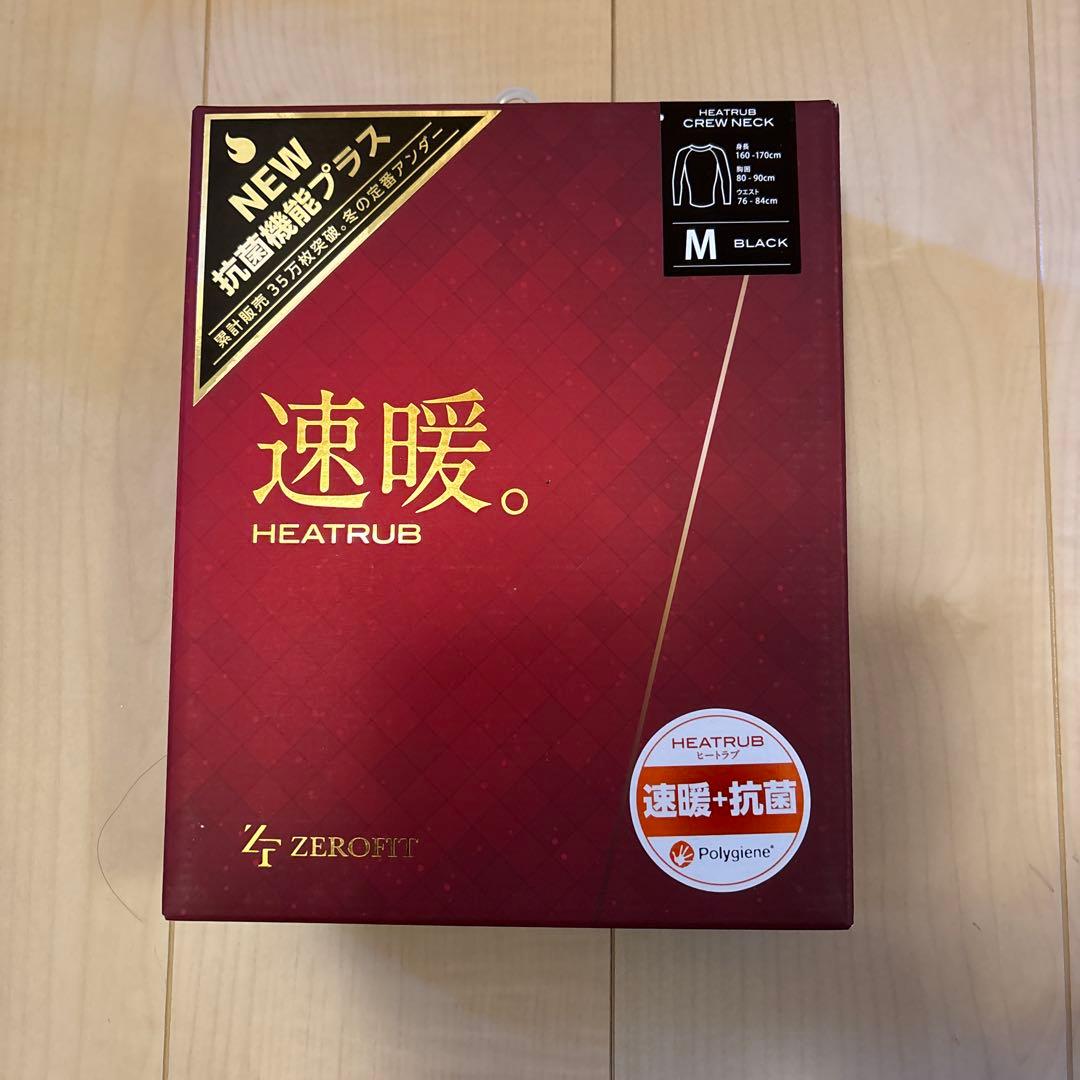 NEW
抗菌機能プラス
累計販売 35万枚突破。冬の定番アンダー
HEATRUB
CREW NECK
身長
160 -170cm
胸囲
80 - 90cm
ウエスト
76 - 84cm
M BLACK
速暖。
HEATRUB
ZEROFIT
HEATRUB
ヒートラブ
速暖+抗菌
Polygiene®